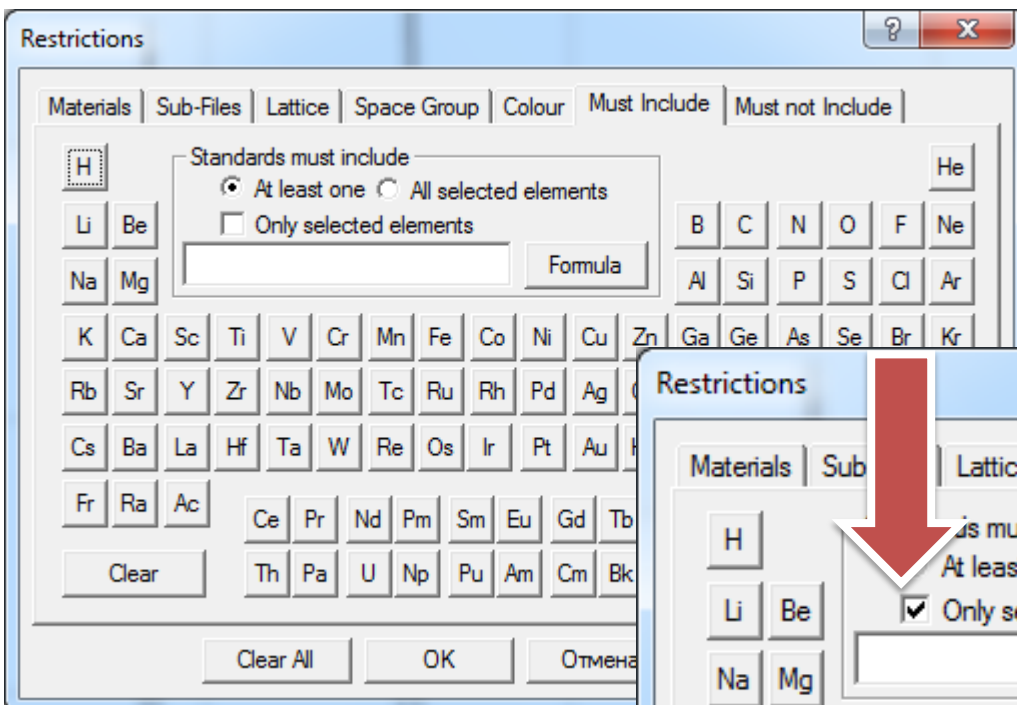 Restrictions
Materials Sub-Files Lattice Space Group Colour Must Include Must not Include
H Standards must include He
At least one All selected elements
Li Be Only selected elements B C N O F Ne
Formula
Na Mg Al Si P S Cl Ar
K Ca Sc Ti V Cr Mn Fe Co Ni Cu Zn Ga Ge As Se Br Kr
Rb Sr Y Zr Nb Mo Tc Ru Rh Pd Ag
Cs Ba La Hf Ta W Re Os Ir Pt Au
Fr Ra Ac
Ce Pr Nd Pm Sm Eu Gd Tb
Clear Th Pa U Np Pu Am Cm Bk
Clear All OK Отмена
Restrictions
Materials Sub Lattic
H
At leas
Li Be Only se
Na Mg